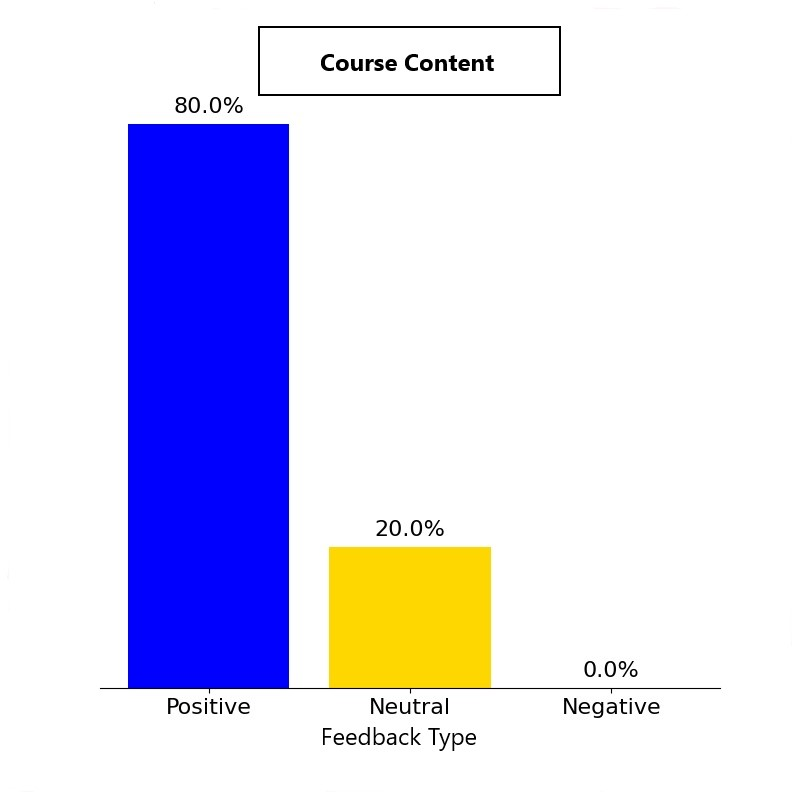 Course Content
80.0%
20.0%
0.0%
Positive Neutral Negative
Feedback Type